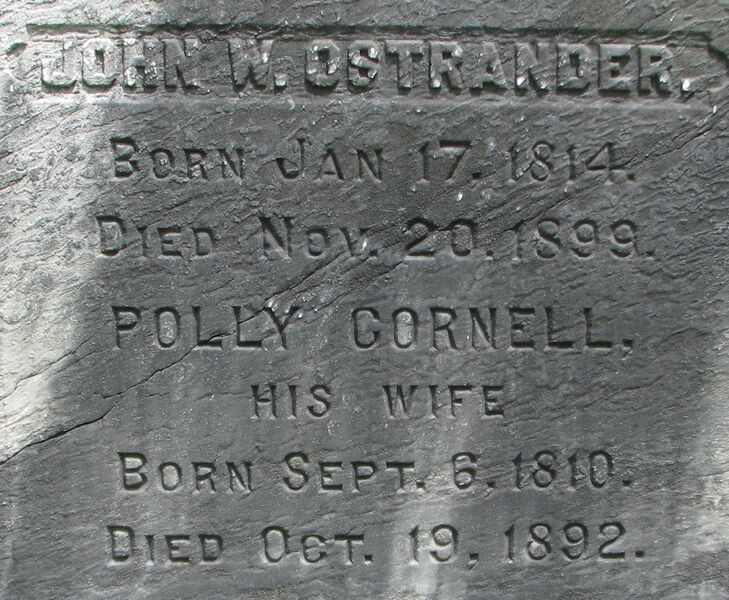 JOHN W. OSTRANDER.
BORN JAN 17. 1814.
DIED NOV. 20. 1899.
POLLY CORNELL,
HIS WIFE
BORN SEPT. 6, 1810.
DIED OCT. 19, 1892.